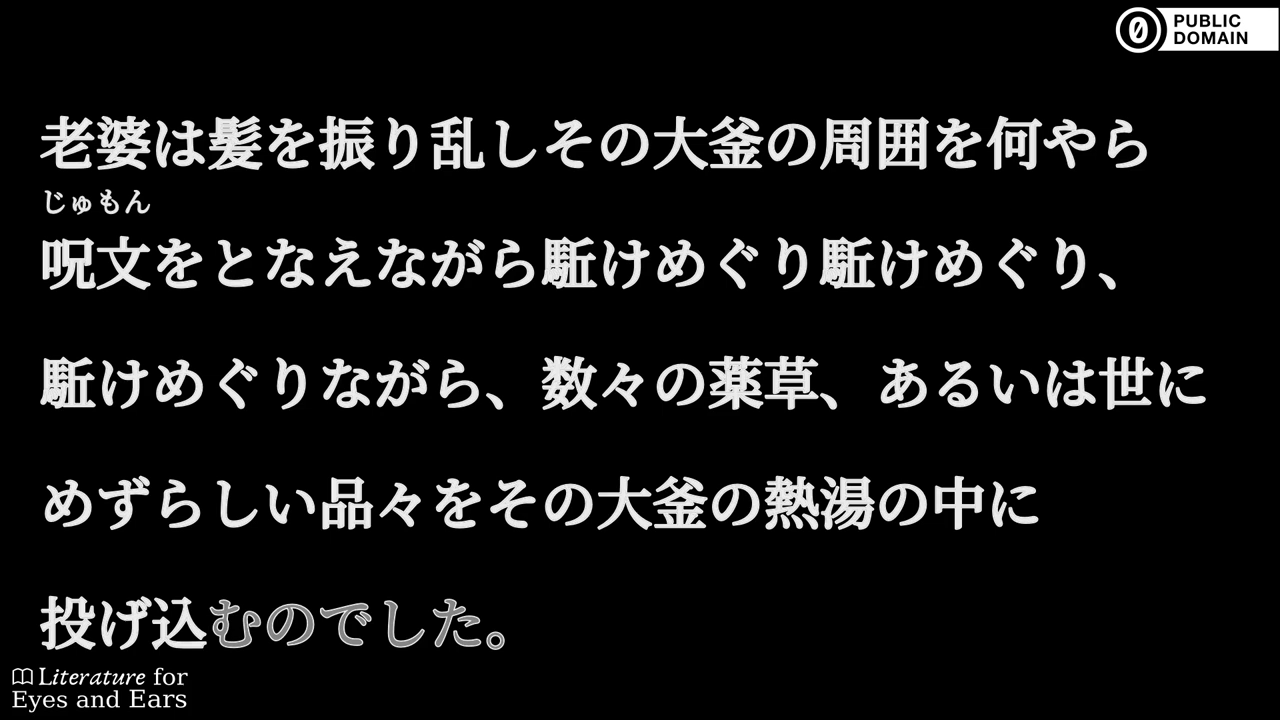 PUBLIC
DOMAIN
老婆は髪を振り乱しその大釜の周囲を何やら
じゅもん
呪文をとなえながら駈けめぐり駈けめぐり、
駈けめぐりながら、数々の薬草、あるいは世に
めずらしい品々をその大釜の熱湯の中に
投げ込むのでした。
Literature for
Eyes and Ears